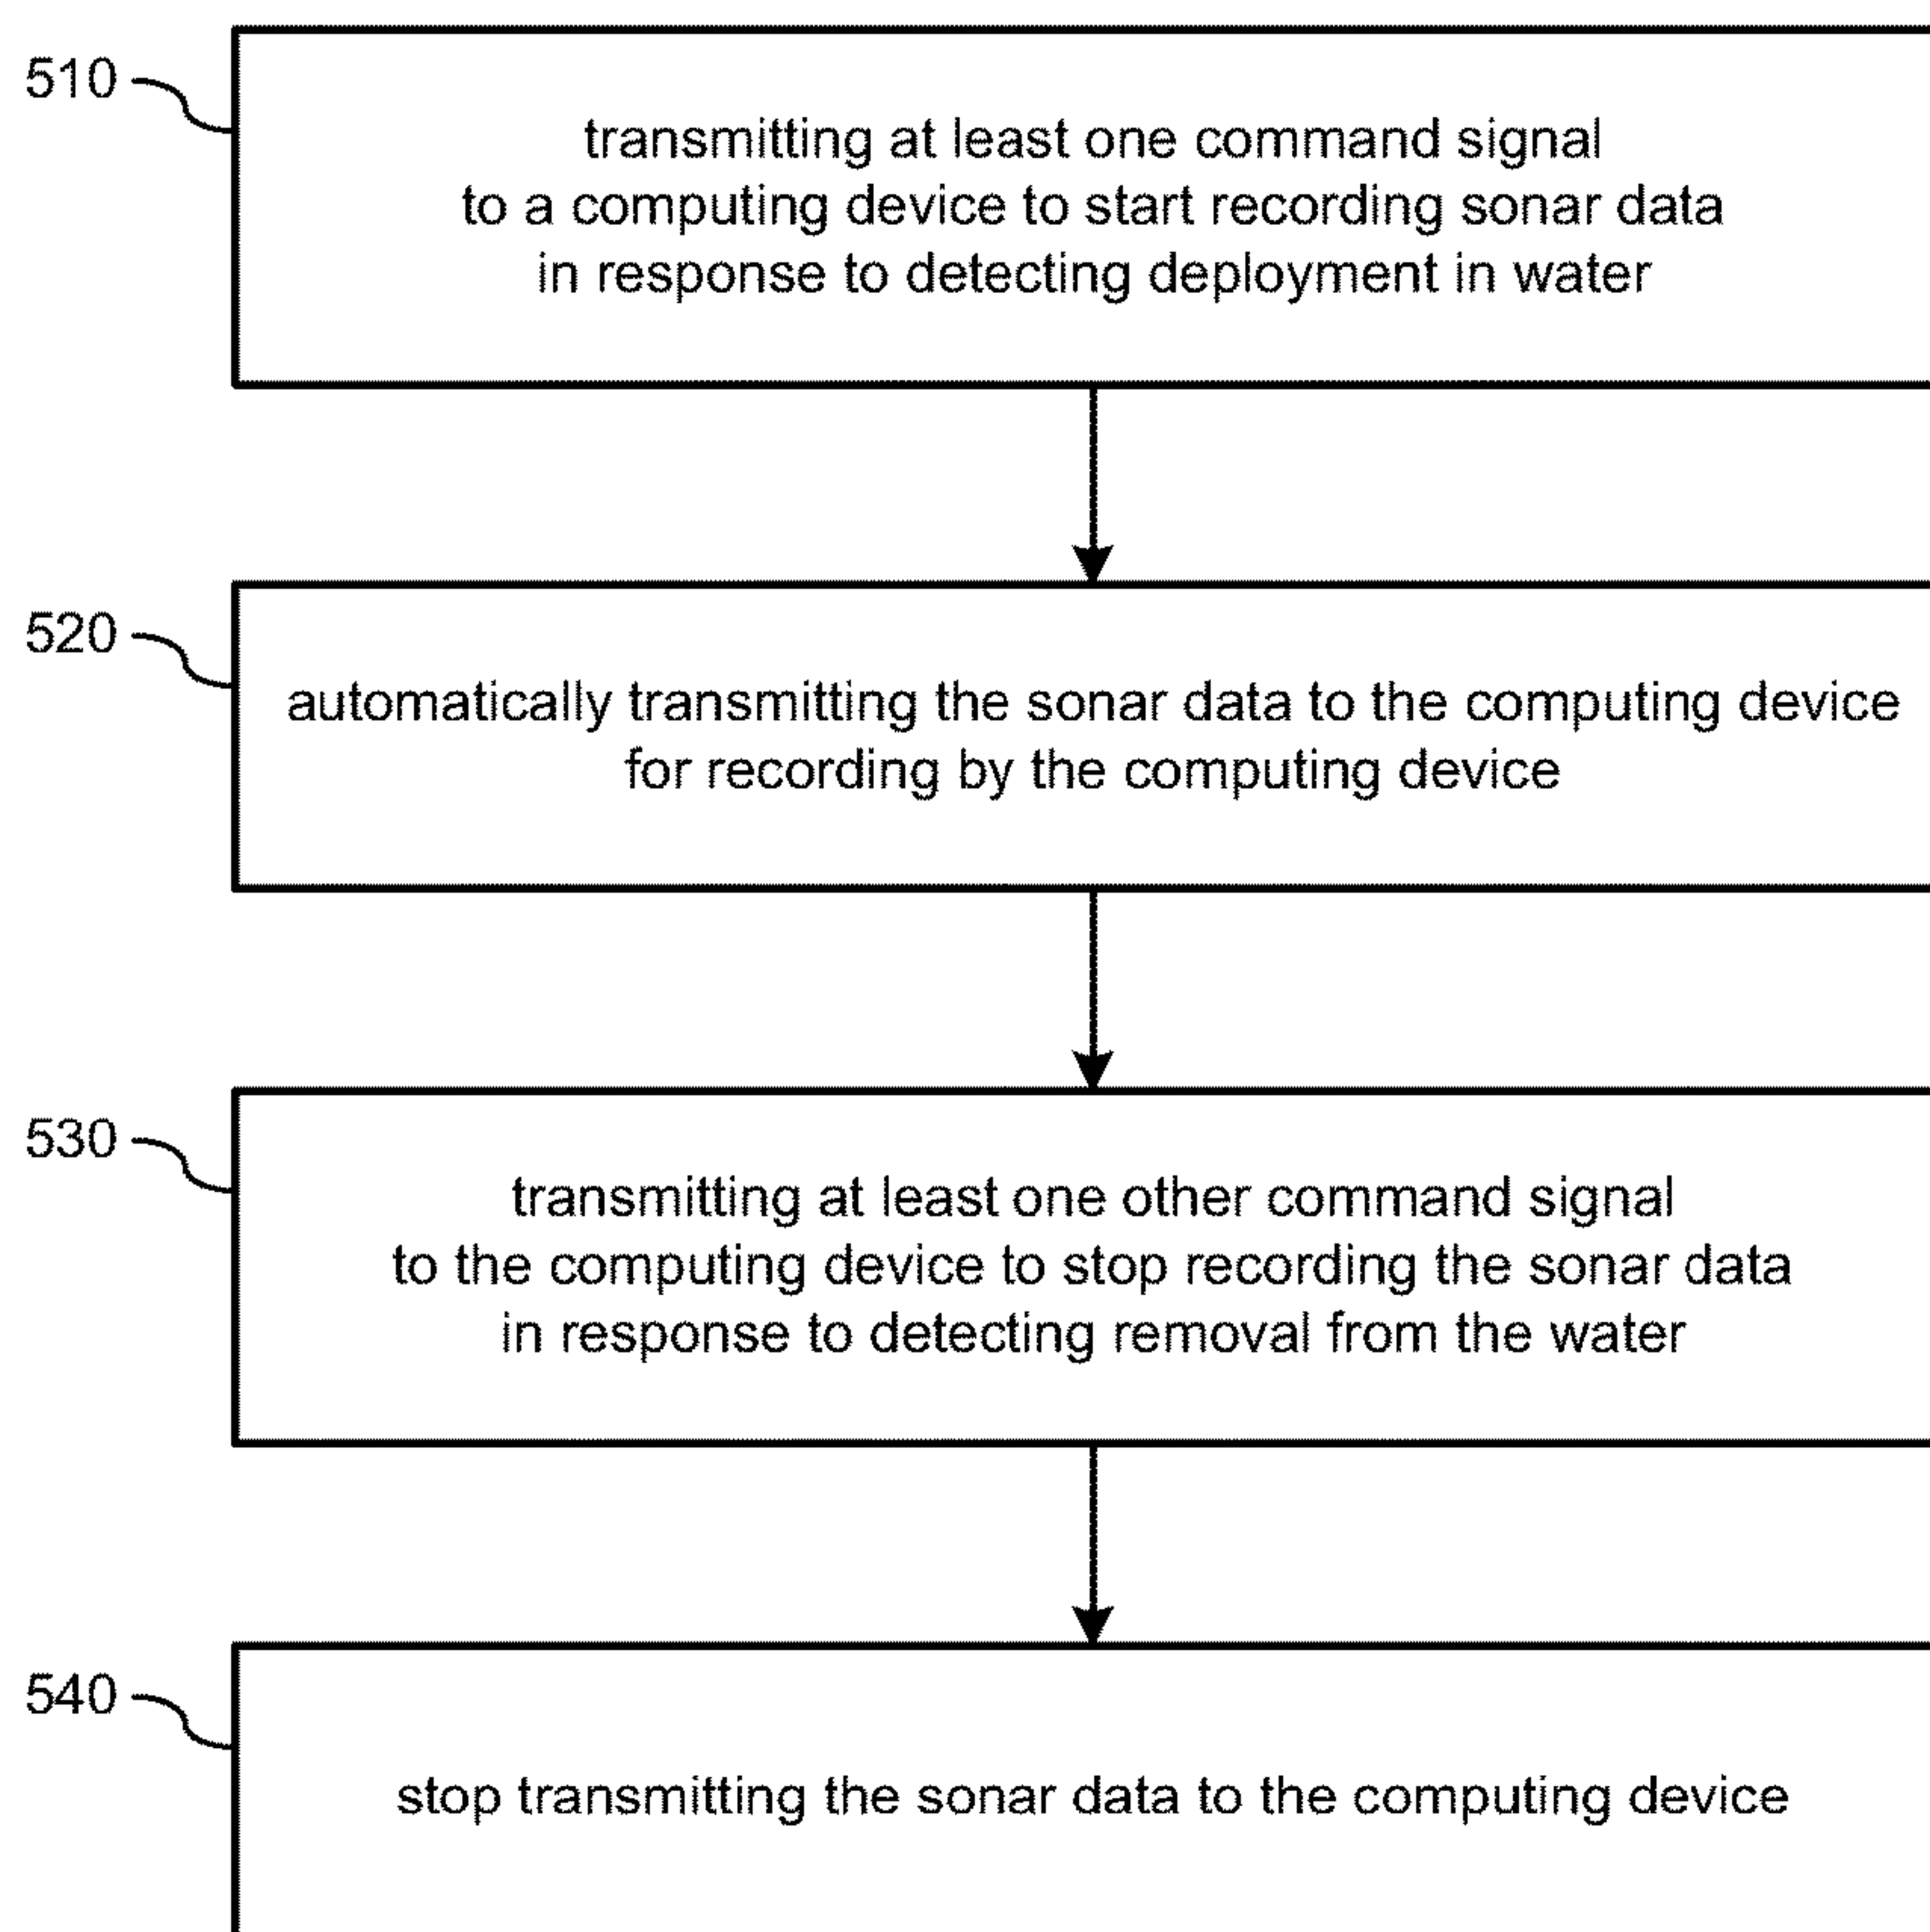 510
transmitting at least one command signal
to a computing device to start recording sonar data
in response to detecting deployment in water
520
automatically transmitting the sonar data to the computing device
for recording by the computing device
530
transmitting at least one other command signal
to the computing device to stop recording the sonar data
in response to detecting removal from the water
540
stop transmitting the sonar data to the computing device